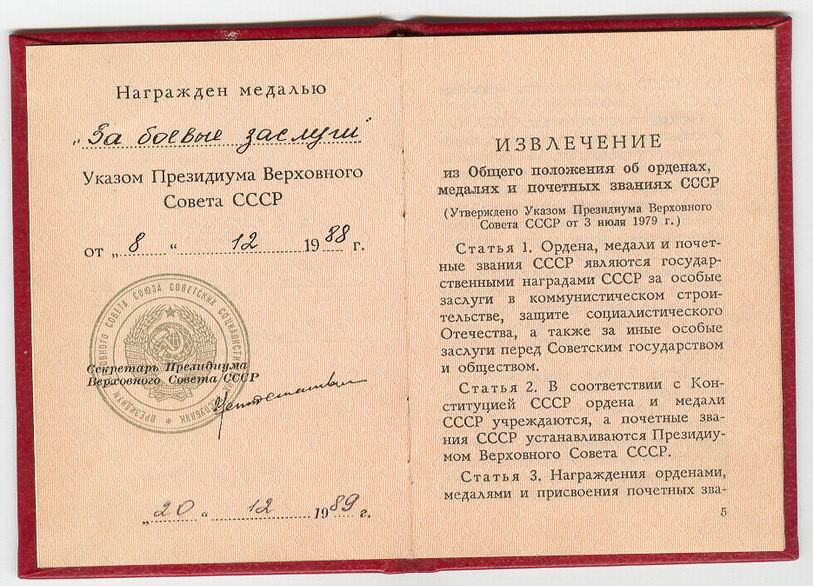 Награжден медалью
„За боевые заслуги“
Указом Президиума Верховного
Совета СССР
от „ 8 “ 12 1988 г.
Секретарь Президиума
Верховного Совета СССР
„20 “ 12 1989 г.
ИЗВЛЕЧЕНИЕ
из Общего положения об орденах,
медалях и почетных званиях СССР
(Утверждено Указом Президиума Верховного
Совета СССР от 3 июля 1979 г.)
Статья 1. Ордена, медали и почет-
ные звания СССР являются государ-
ственными наградами СССР за особые
заслуги в коммунистическом строи-
тельстве, защите социалистического
Отечества, а также за иные особые
заслуги перед Советским государством
и обществом.
Статья 2. В соответствии с Кон-
ституцией СССР ордена и медали
СССР учреждаются, а почетные зва-
ния СССР устанавливаются Президиу-
мом Верховного Совета СССР.
Статья 3. Награждения орденами,
медалями и присвоения почетных зва-
5